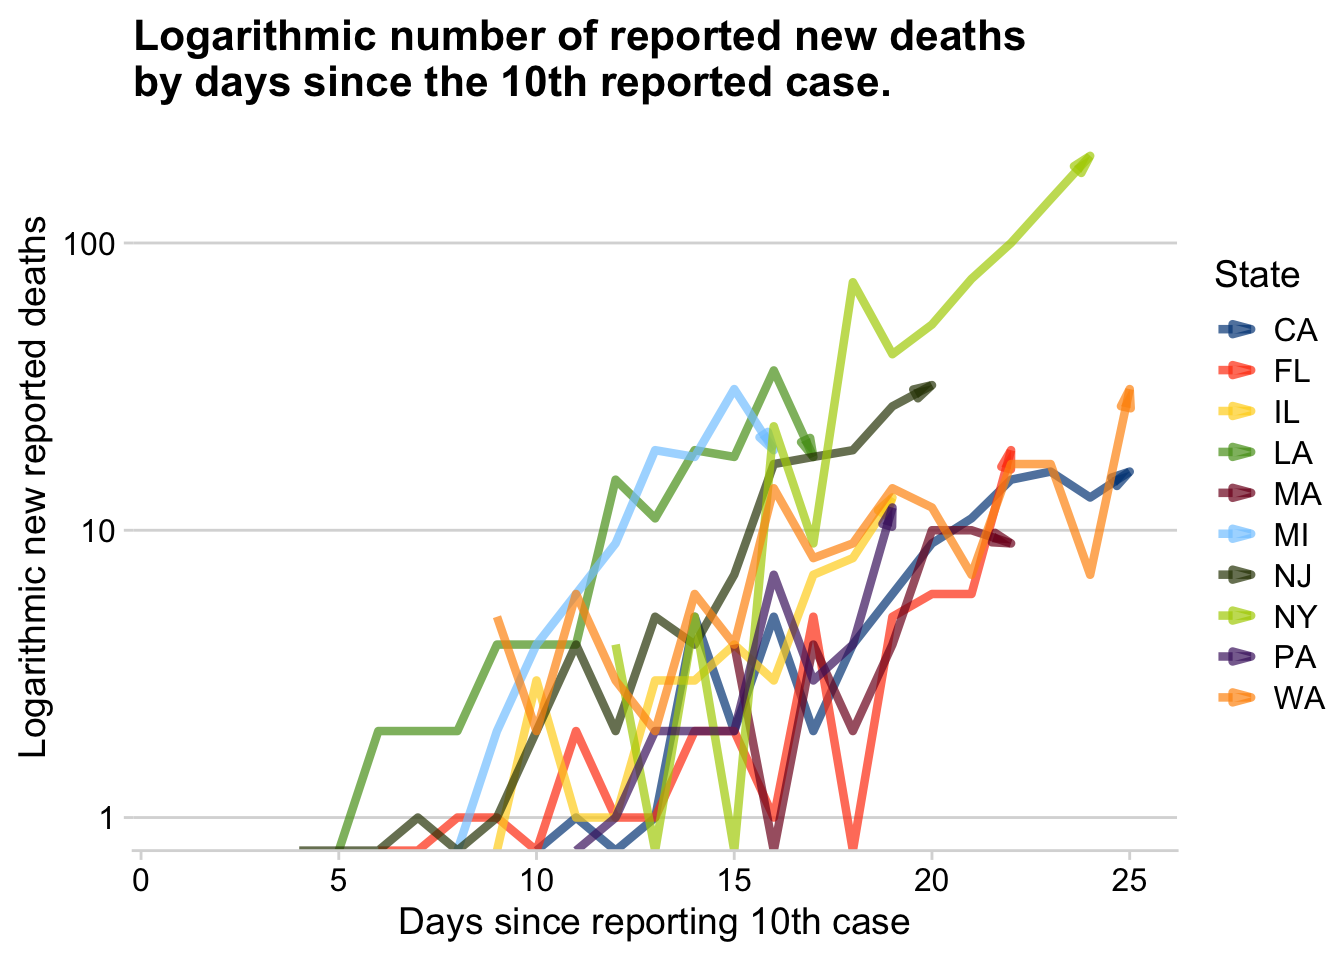 Logarithmic number of reported new deaths
by days since the 10th reported case.
Logarithmic new reported deaths
100
10
1
0
5
10
15
20
25
Days since reporting 10th case
State
CA
FL
IL
LA
MA
MI
NJ
NY
PA
WA